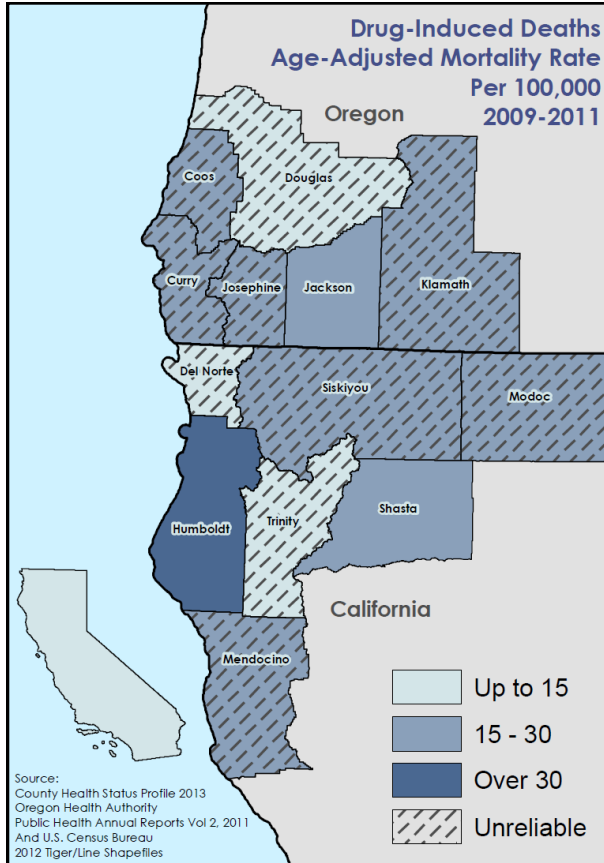 Drug-Induced Deaths
Age-Adjusted Mortality Rate
Per 100,000
2009-2011
Oregon
Coos
Douglas
Curry
Josephine
Jackson
Klamath
Del Norte
Siskiyou
Modoc
Humboldt
Trinity
Shasta
California
Mendocino
Up to 15
15 - 30
Over 30
Unreliable
Source:
County Health Status Profile 2013
Oregon Health Authority
Public Health Annual Reports Vol 2, 2011
And U.S. Census Bureau
2012 Tiger/Line Shapefiles